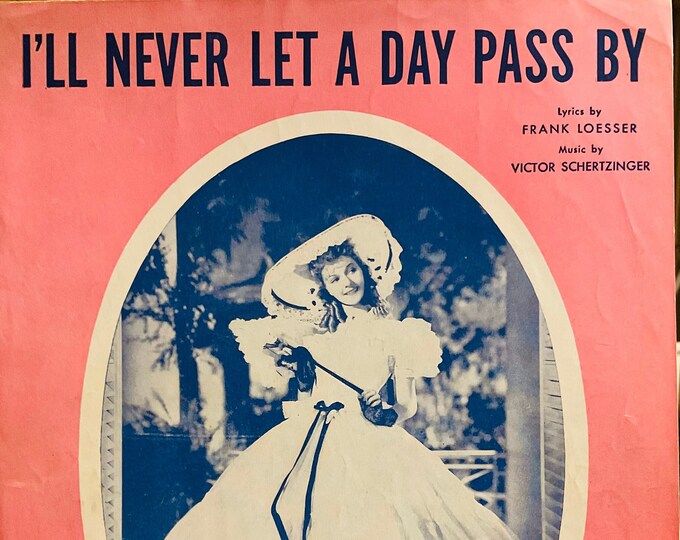 I'LL NEVER LET A DAY PASS BY
Lyrics by
FRANK LOESSER
Music by
VICTOR SCHERTZINGER